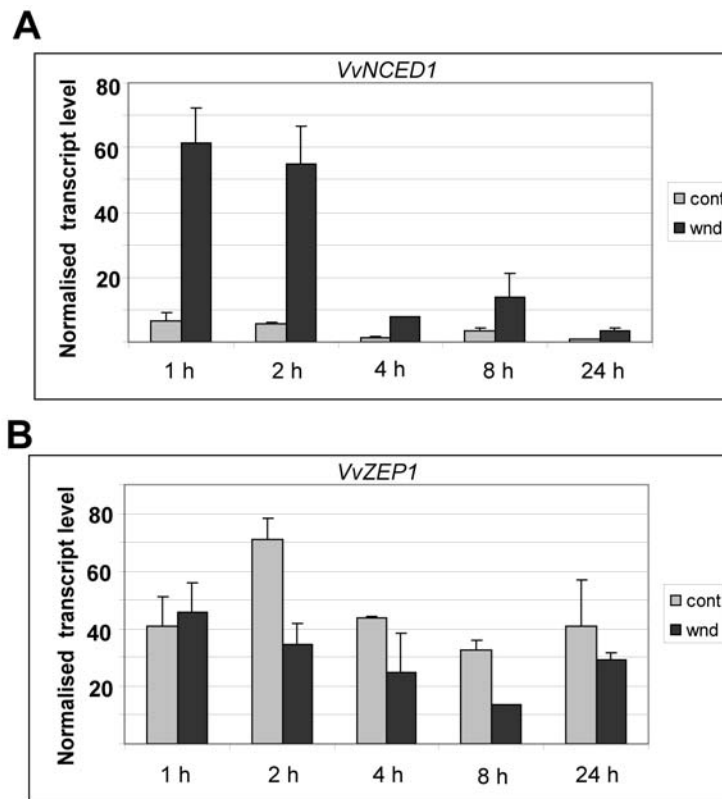 A
VvNCED1
Normalised transcript level
80
60
40
20
1 h 2 h 4 h 8 h 24 h
cont
wnd
B
VvZEP1
Normalised transcript level
80
60
40
20
1 h 2 h 4 h 8 h 24 h
cont
wnd